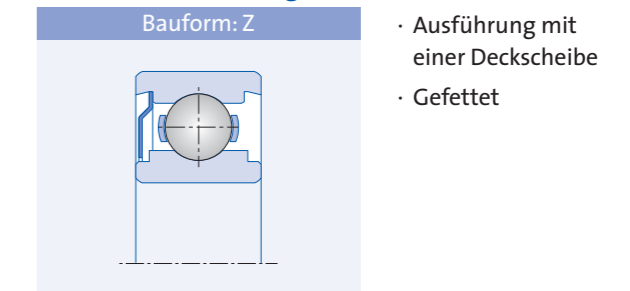 Bauform: Z
· Ausführung mit
einer Deckscheibe
· Gefettet